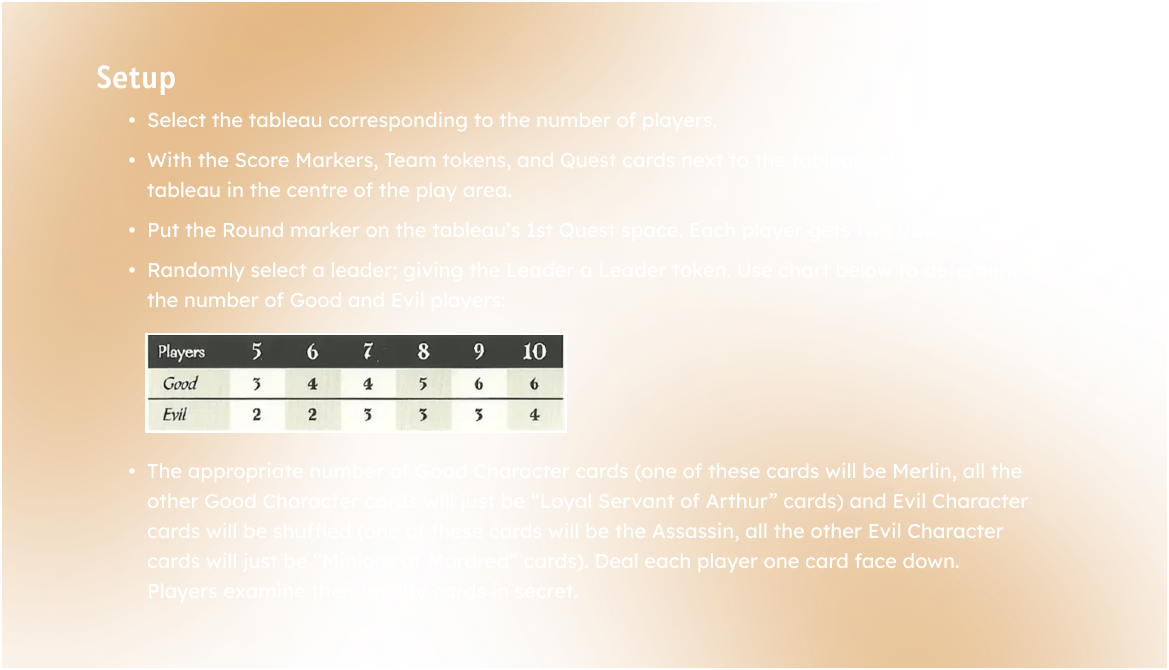 Setup
• Select the tableau corresponding to the number of players.
• With the Score Markers, Team tokens, and Quest cards next to the
tableau in the centre of the play area.
• Put the Round marker on the tableau's 1st Quest space. Each player gets
• Randomly select a leader; giving the Leader a Leader token. Use chart below to determine
the number of Good and Evil players:
Players 5 6 7 8 9 10
Good 3 4 4 5 6 6
Evil 2 2 3 3 3 4
• The appropriate number of Good Character cards (one of these cards will be Merlin, all the
other Good Character cards will just be "Loyal Servant of Arthur" cards) and Evil Character
cards will be shuffled (one of these cards will be the Assassin, all the other Evil Character
cards will just be "Minions of Mordred" cards). Deal each player one card face down.
Players examine their cards in secret.